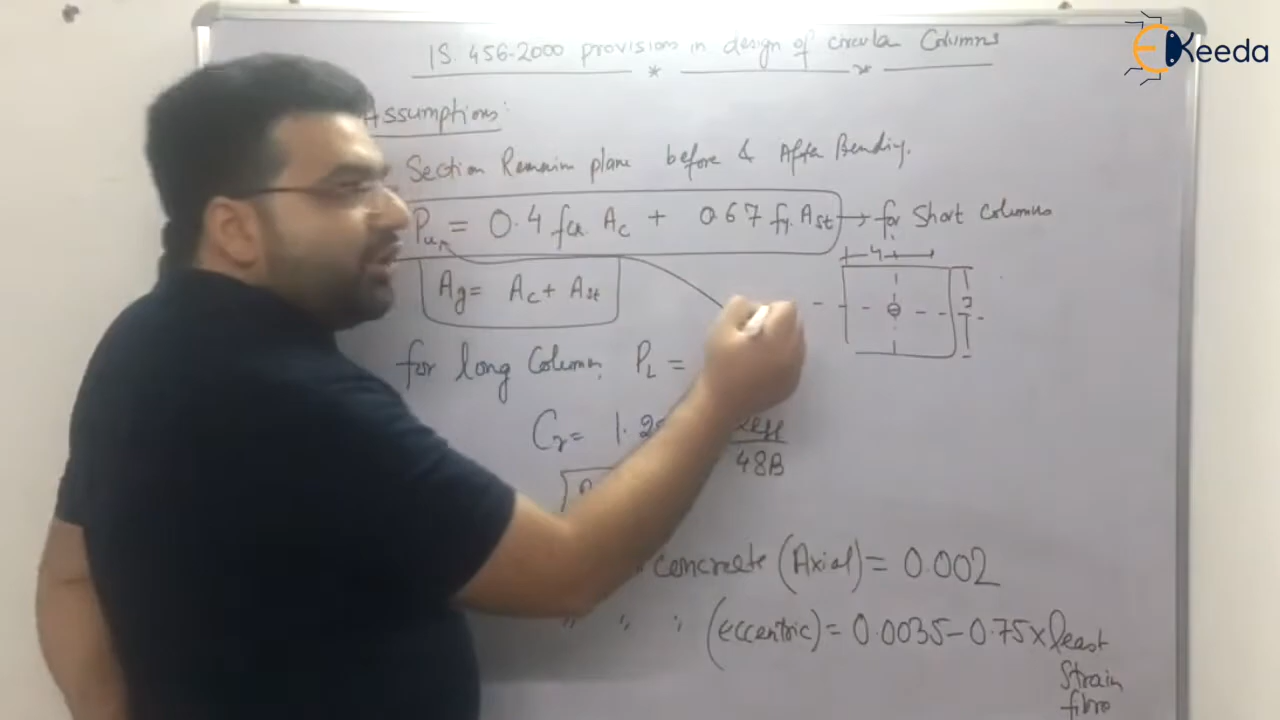 IS. 456-2000 provisions in design of circular Columns
EKeeda
Assumptions:
Section Remain plane before & After Bending.
Pu = 0.4 fck Ac + 0.67 fy. Ast → for Short Columns
4
Ag = Ac + Ast
for long Column, PL =
Cr = 1.2
48B
concrete (Axial) = 0.002
" " " (eccentric) = 0.0035 - 0.75 x least
Strain
fibre